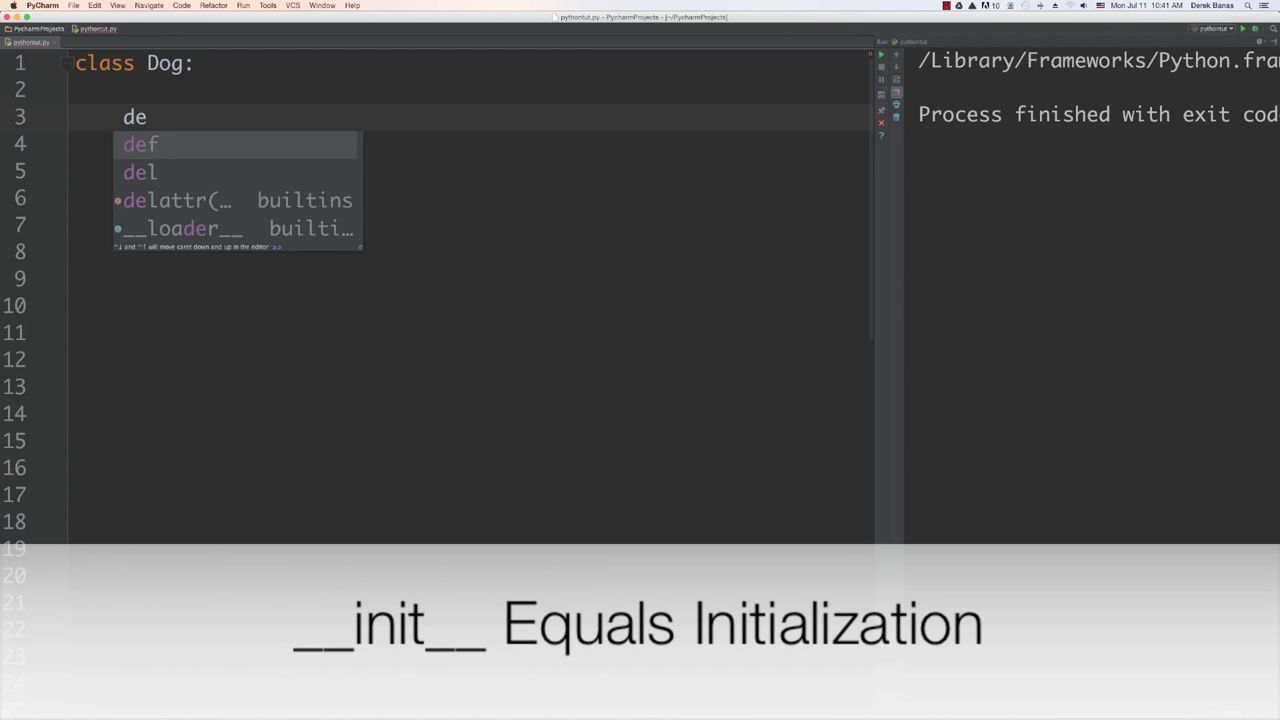 PyCharm File Edit View Navigate Code Refactor Run Tools VCS Window Help 10 Mon Jul 11 10:41 AM Derek Banas
pythontut.py - PycharmProjects - [~/PycharmProjects]
PycharmProjects pythontut.py pythontut
pythontut.py Run pythontut
1 class Dog:
/Library/Frameworks/Python.fra
2
3 de
Process finished with exit cod
4 def
5 del
6 delattr(… builtins
7 __loader__ builti…
^↓ and ^↑ will move caret down and up in the editor >>
8
9
10
11
12
13
14
15
16
17
18
19
20
21
22
23
__init__ Equals Initialization